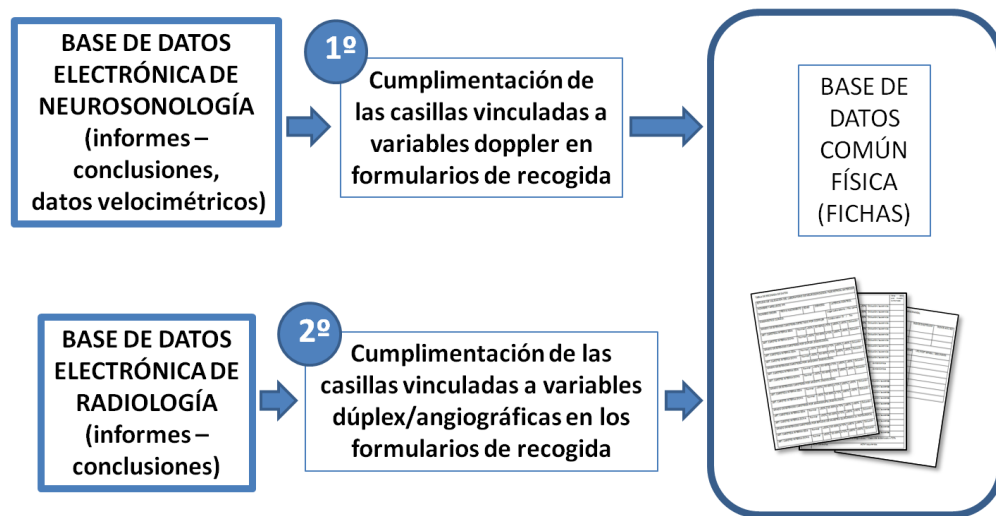 BASE DE DATOS
ELECTRÓNICA DE
NEUROSONOLOGÍA
(informes –
conclusiones,
datos velocimétricos)
1º
Cumplimentación de
las casillas vinculadas a
variables doppler en
formularios de recogida
BASE DE
DATOS
COMÚN
FÍSICA
(FICHAS)
BASE DE DATOS
ELECTRÓNICA DE
RADIOLOGÍA
(informes –
conclusiones)
2º
Cumplimentación de las
casillas vinculadas a variables
dúplex/angiográficas en los
formularios de recogida